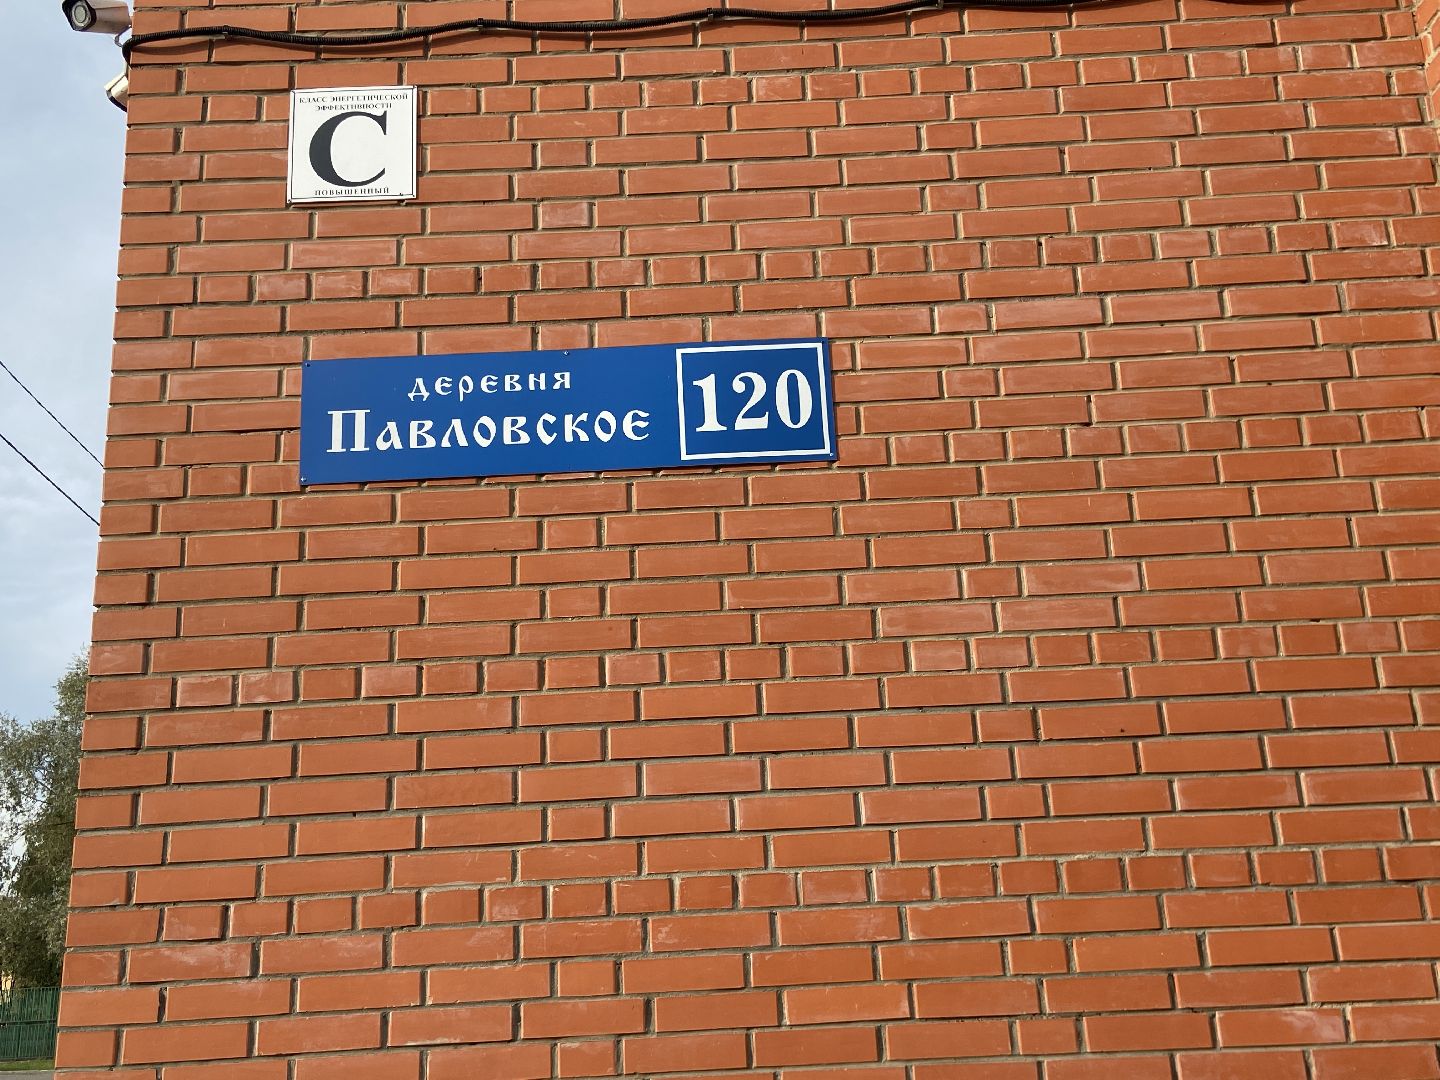 КЛАСС ЭНЕРГЕТИЧЕСКОЙ
ЭФФЕКТИВНОСТИ
C
ПОВЫШЕННЫЙ
деревня
Павловское
120